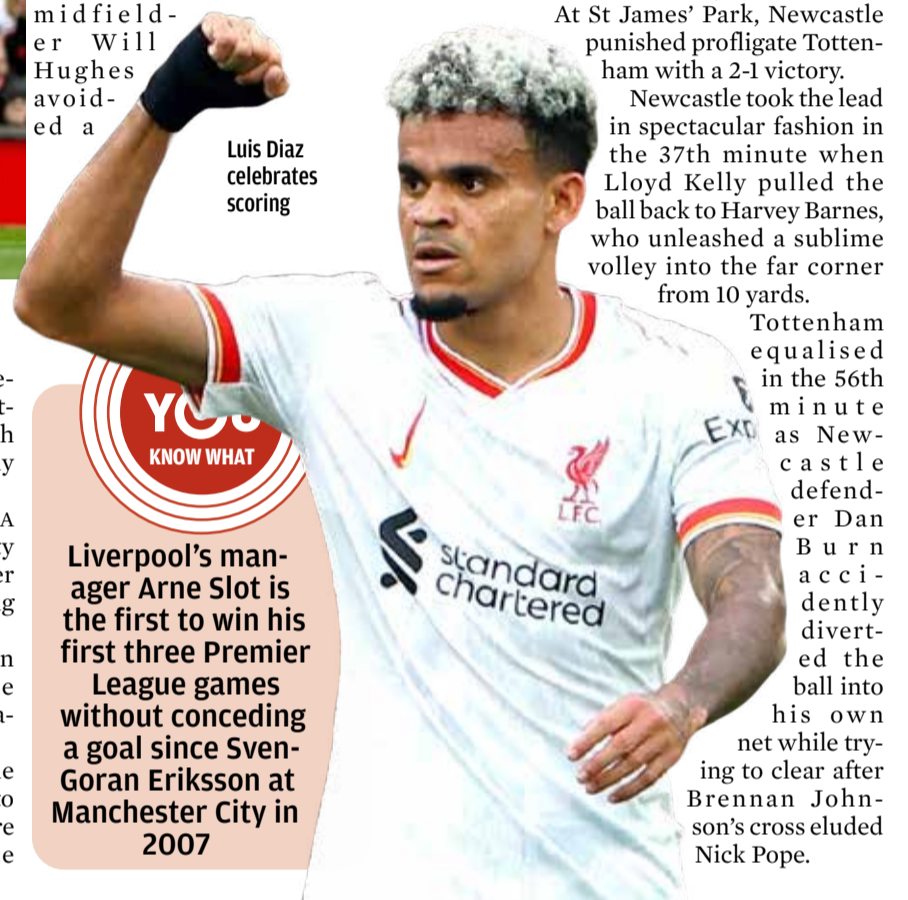 midfield-
er Will
Hughes
avoid-
ed a
Luis Diaz
celebrates
scoring
YOU
KNOW WHAT
Liverpool's man-
ager Arne Slot is
the first to win his
first three Premier
League games
without conceding
a goal since Sven-
Goran Eriksson at
Manchester City in
2007
L.F.C.
standard
chartered
Exp
At St James' Park, Newcastle
punished profligate Totten-
ham with a 2-1 victory.
Newcastle took the lead
in spectacular fashion in
the 37th minute when
Lloyd Kelly pulled the
ball back to Harvey Barnes,
who unleashed a sublime
volley into the far corner
from 10 yards.
Tottenham
equalised
in the 56th
minute
as New-
castle
defend-
er Dan
Burn
acci-
dently
divert-
ed the
ball into
his own
net while try-
ing to clear after
Brennan John-
son's cross eluded
Nick Pope.